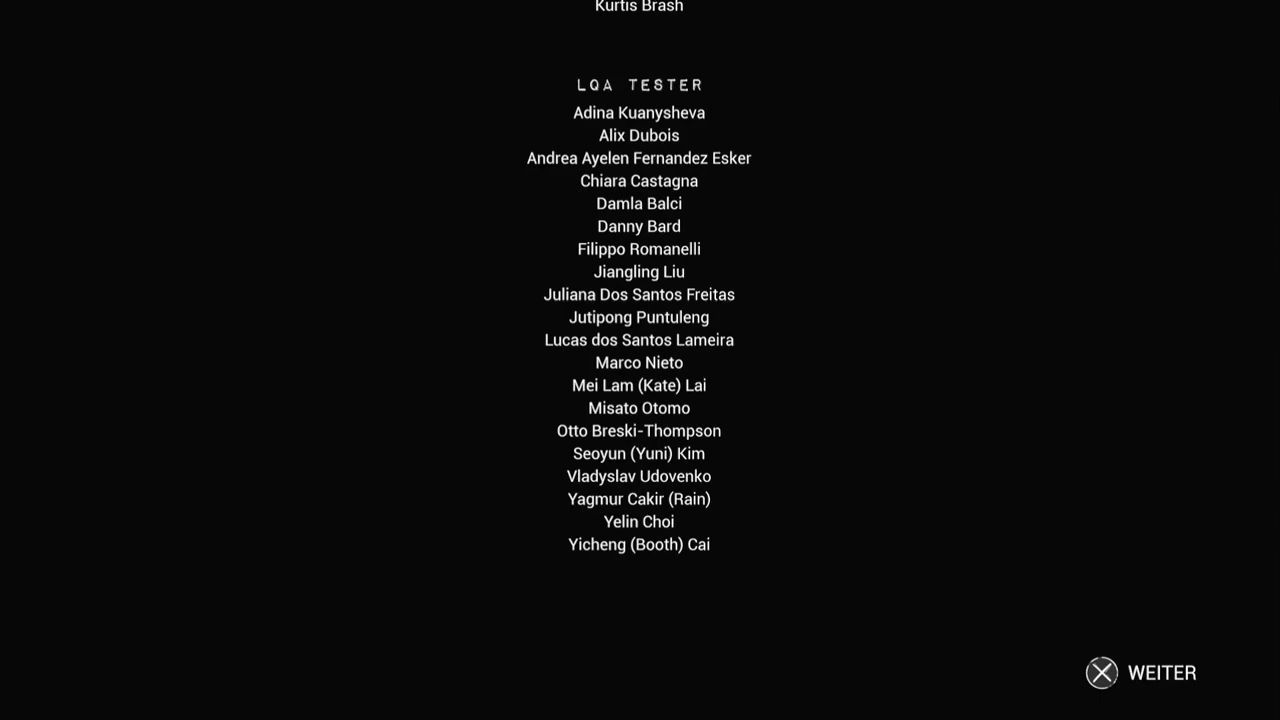 Kurtis Brash
LQA TESTER
Adina Kuanysheva
Alix Dubois
Andrea Ayelen Fernandez Esker
Chiara Castagna
Damla Balci
Danny Bard
Filippo Romanelli
Jiangling Liu
Juliana Dos Santos Freitas
Jutipong Puntuleng
Lucas dos Santos Lameira
Marco Nieto
Mei Lam (Kate) Lai
Misato Otomo
Otto Breski-Thompson
Seoyun (Yuni) Kim
Vladyslav Udovenko
Yagmur Cakir (Rain)
Yelin Choi
Yicheng (Booth) Cai
WEITER